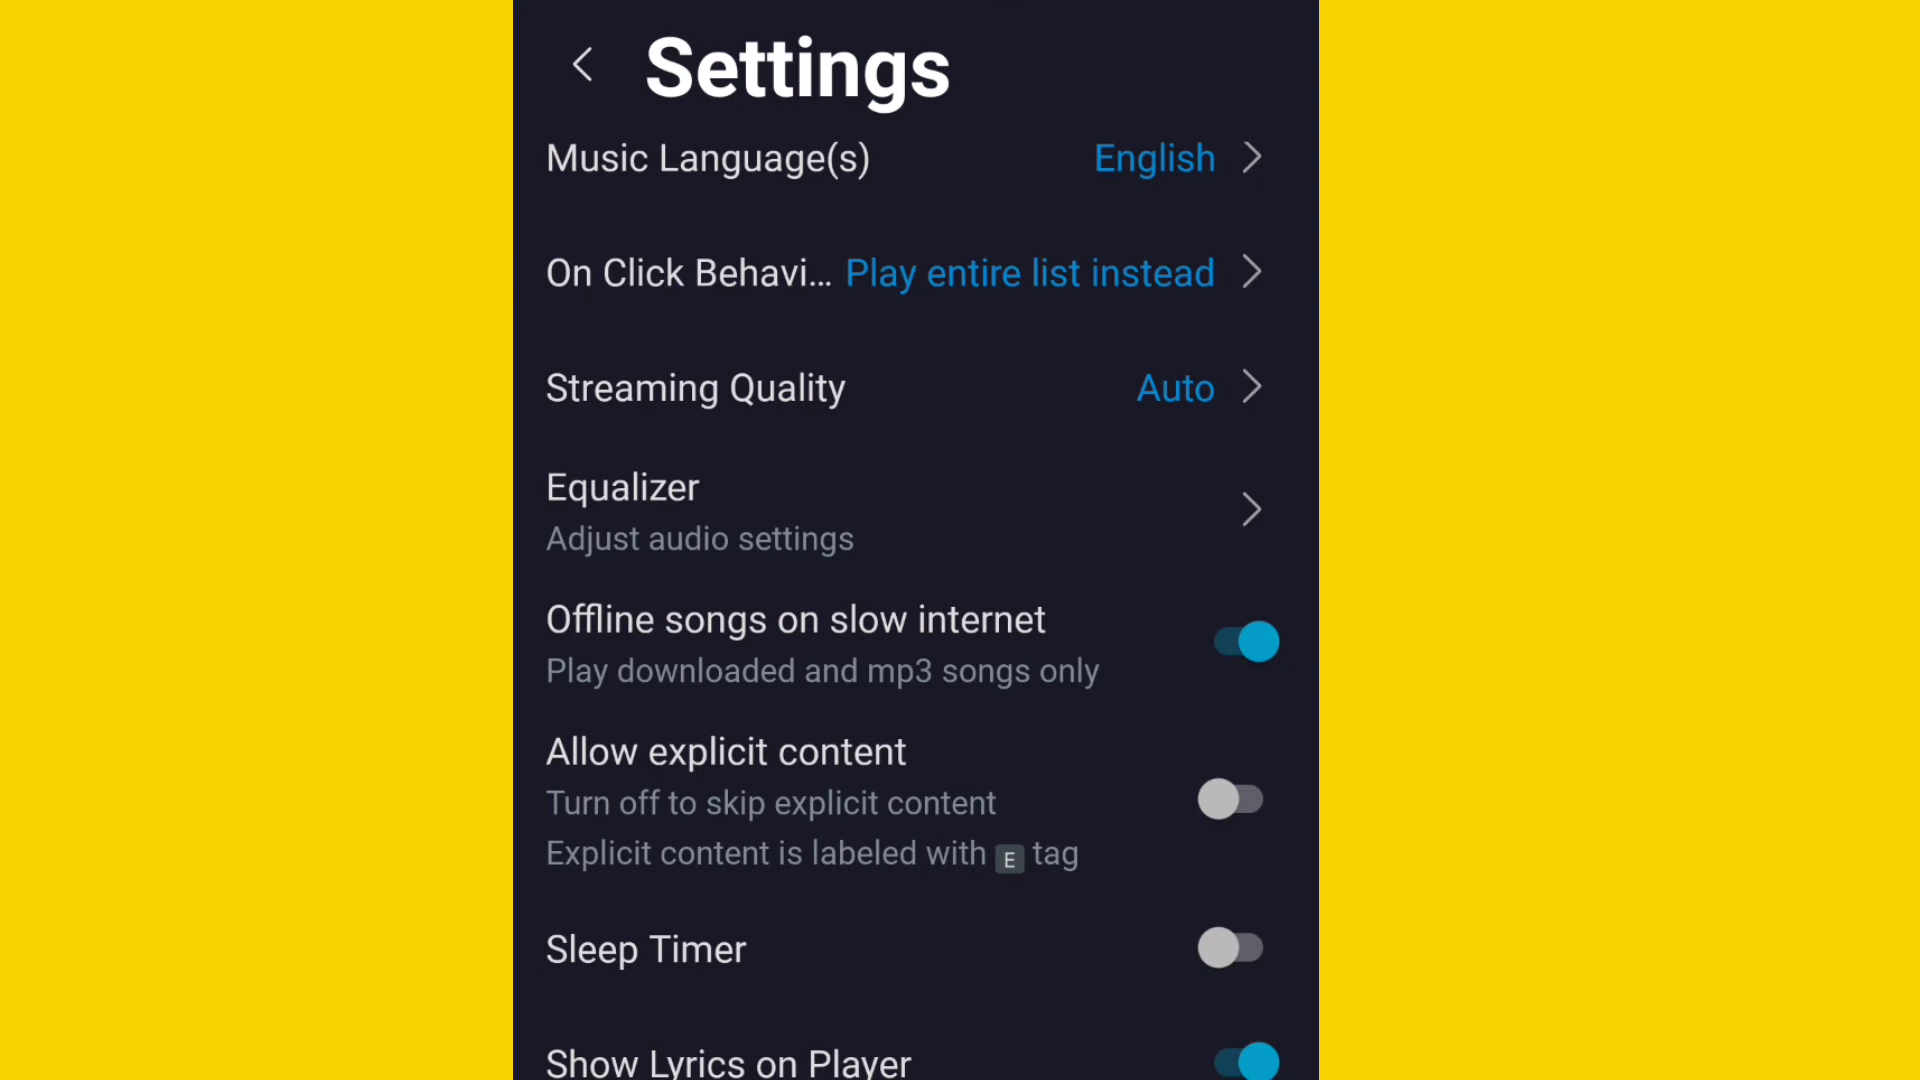 Settings
Music Language(s) English
On Click Behavi... Play entire list instead
Streaming Quality Auto
Equalizer
Adjust audio settings
Offline songs on slow internet
Play downloaded and mp3 songs only
Allow explicit content
Turn off to skip explicit content
Explicit content is labeled with E tag
Sleep Timer
Show Lyrics on Player